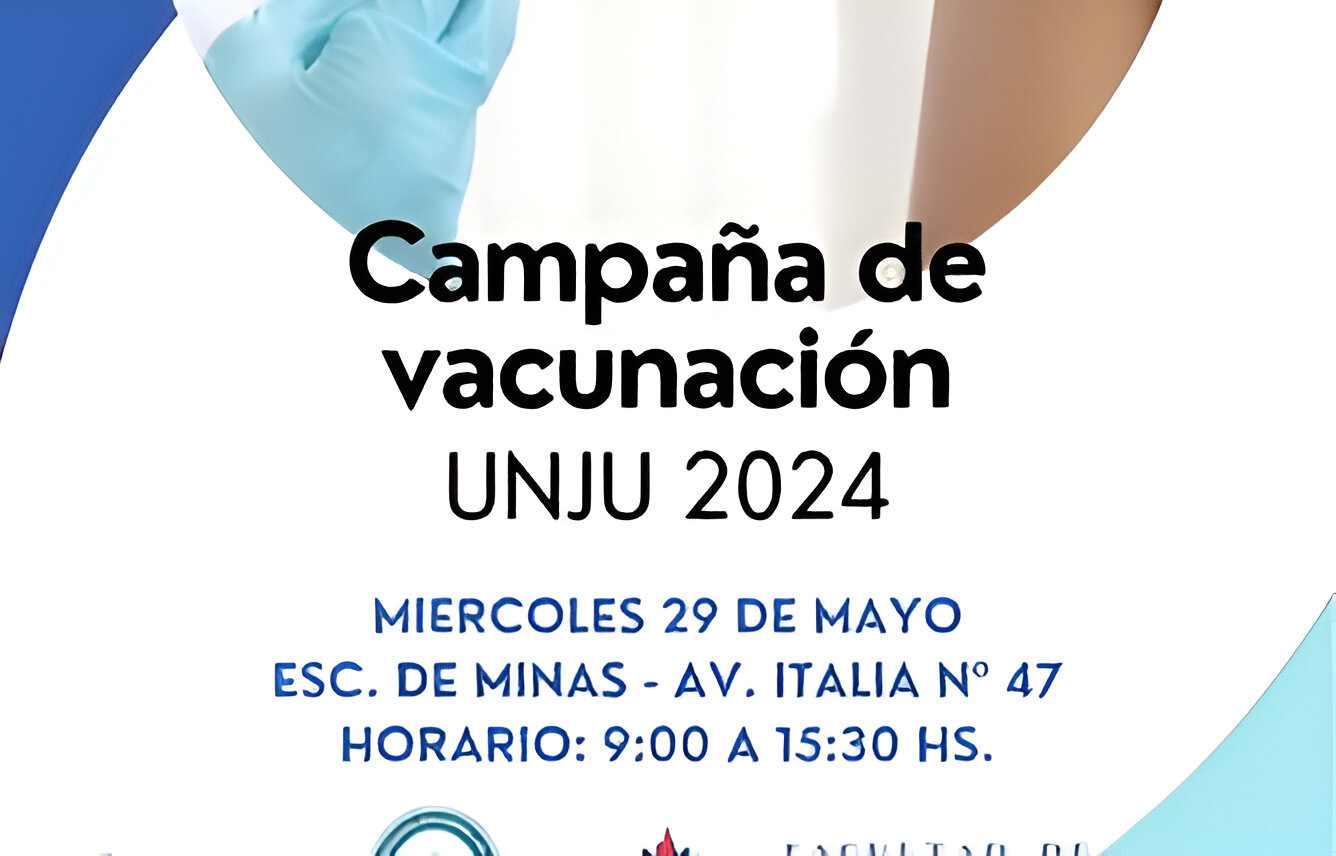 Campaña de
vacunación
UNJU 2024
MIERCOLES 29 DE MAYO
ESC. DE MINAS - AV. ITALIA Nº 47
HORARIO: 9:00 A 15:30 HS.